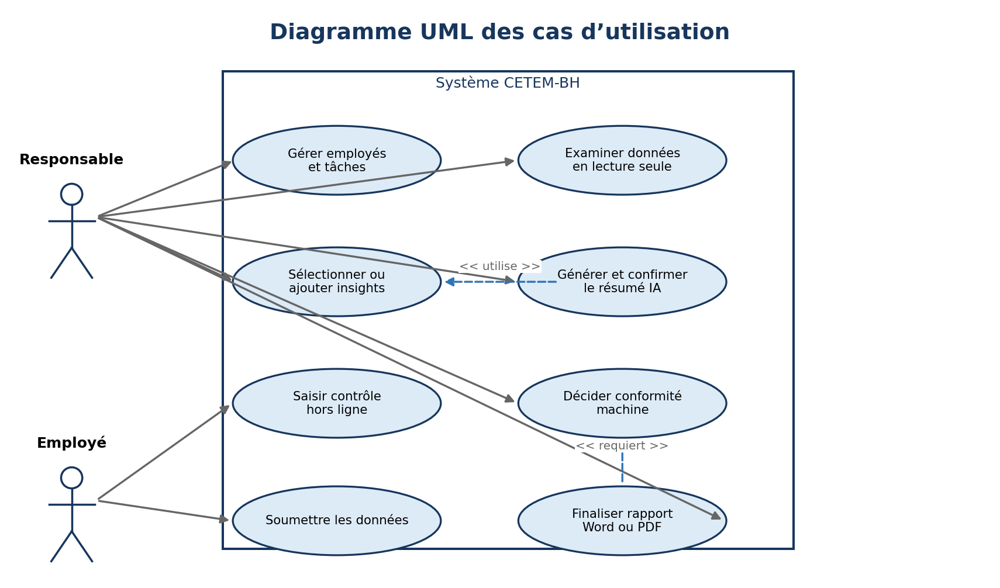 Diagramme UML des cas d’utilisation
Système CETEM-BH
Responsable
Gérer employés
et tâches
Examiner données
en lecture seule
Sélectionner ou
ajouter insights
<< utilise >>
Générer et confirmer
le résumé IA
Saisir contrôle
hors ligne
Décider conformité
machine
<< requiert >>
Employé
Soumettre les données
Finaliser rapport
Word ou PDF